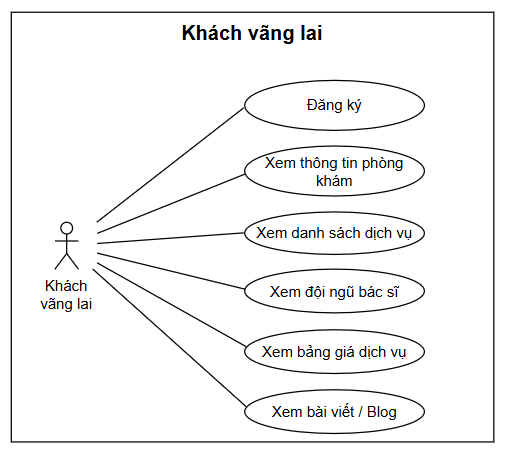 Khách vãng lai
Đăng ký
Xem thông tin phòng
khám
Xem danh sách dịch vụ
Khách
vãng lai
Xem đội ngũ bác sĩ
Xem bảng giá dịch vụ
Xem bài viết / Blog